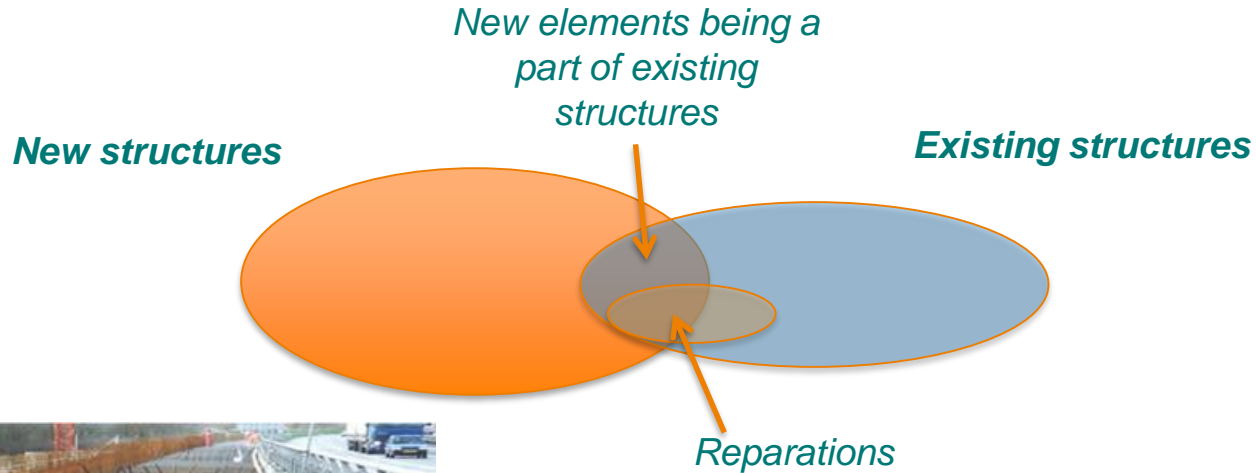 New elements being a
part of existing
structures
New structures
Existing structures
Reparations